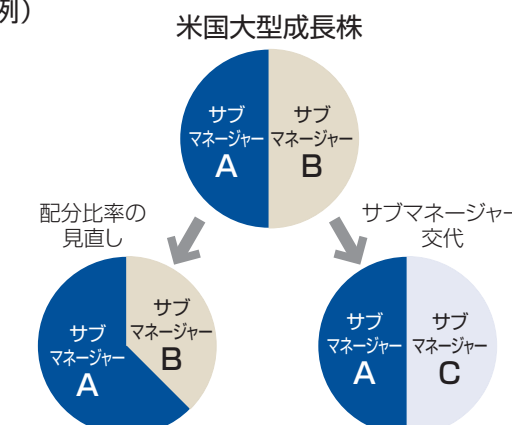 例）
米国大型成長株
サブ
マネージャー
A
サブ
マネージャー
B
配分比率の
見直し
サブマネージャー
交代
サブ
マネージャー
A
サブ
マネージャー
B
サブ
マネージャー
A
サブ
マネージャー
C